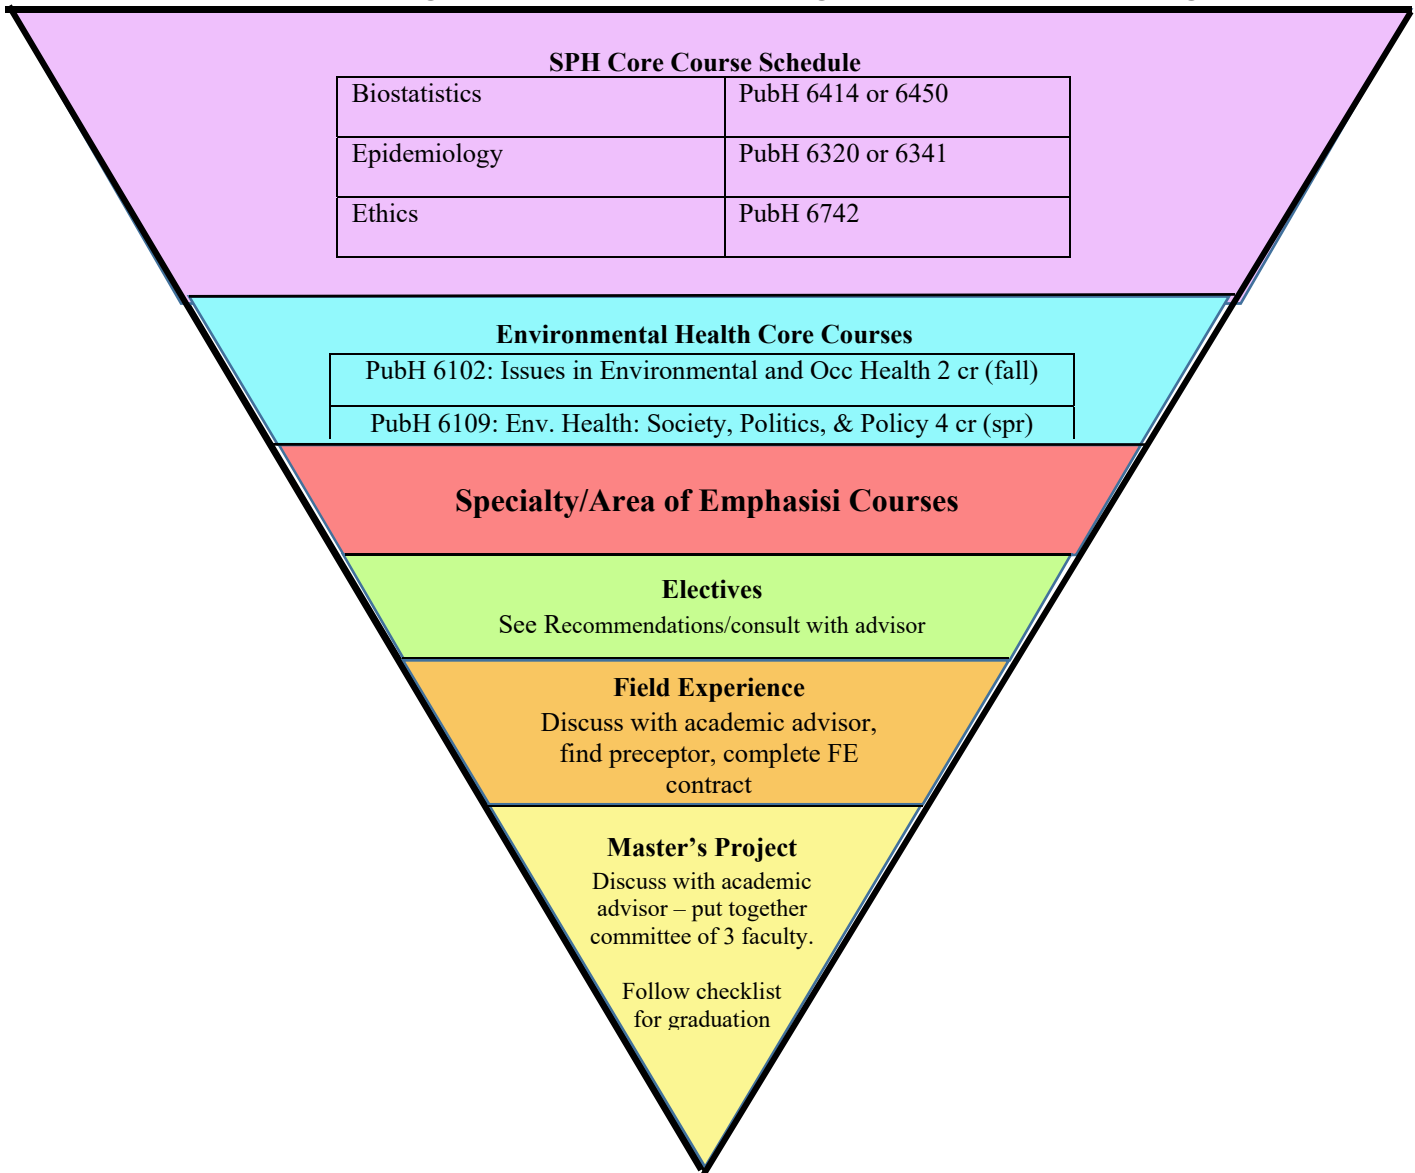 SPH Core Course Schedule
Biostatistics PubH 6414 or 6450
Epidemiology PubH 6320 or 6341
Ethics PubH 6742
Environmental Health Core Courses
PubH 6102: Issues in Environmental and Occ Health 2 cr (fall)
PubH 6109: Env. Health: Society, Politics, & Policy 4 cr (spr)
Specialty/Area of Emphasisi Courses
Electives
See Recommendations/consult with advisor
Field Experience
Discuss with academic advisor,
find preceptor, complete FE
contract
Master’s Project
Discuss with academic
advisor – put together
committee of 3 faculty.
Follow checklist
for graduation